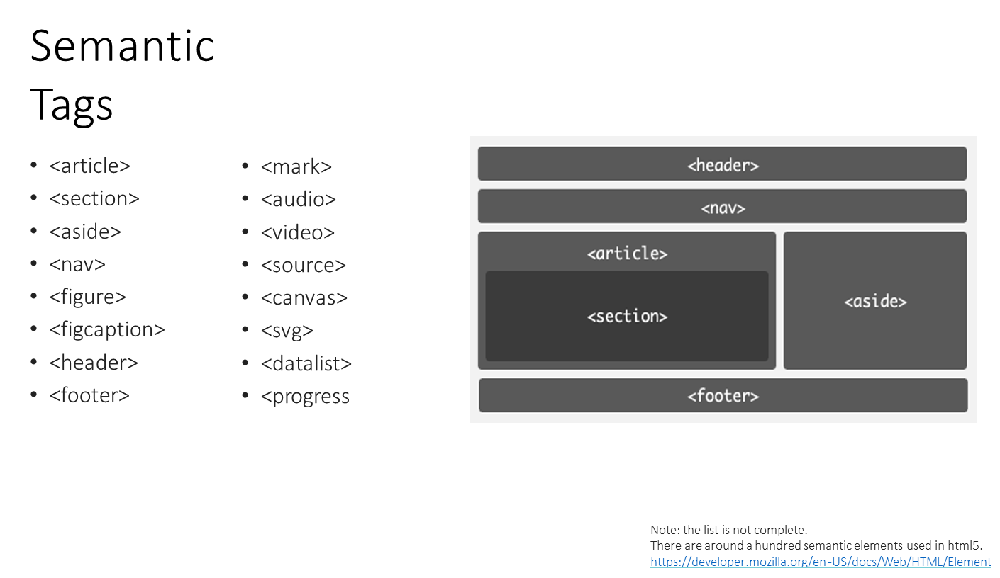 Semantic
Tags
• <article>
• <section>
• <aside>
• <nav>
• <figure>
• <figcaption>
• <header>
• <footer>
• <mark>
• <audio>
• <video>
• <source>
• <canvas>
• <svg>
• <datalist>
• <progress
<header>
<nav>
<article>
<section>
<aside>
<footer>
Note: the list is not complete.
There are around a hundred semantic elements used in html5.
https://developer.mozilla.org/en-US/docs/Web/HTML/Element